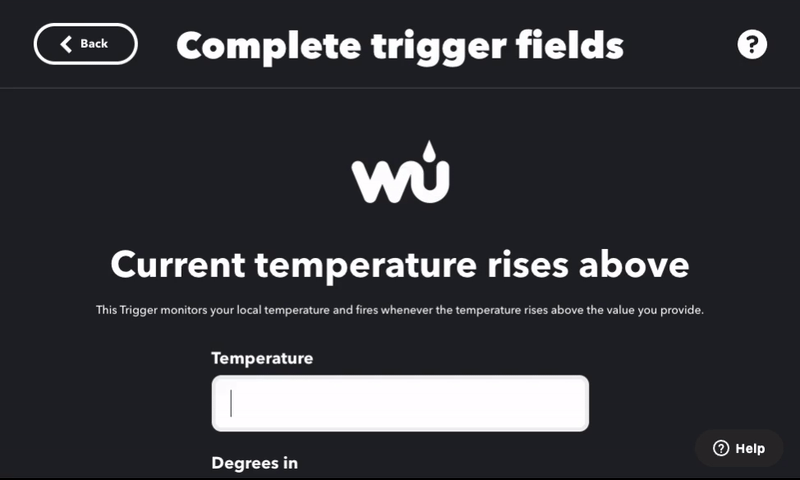 Back
Complete trigger fields
?
wu
Current temperature rises above
This Trigger monitors your local temperature and fires whenever the temperature rises above the value you provide.
Temperature
Degrees in
? Help